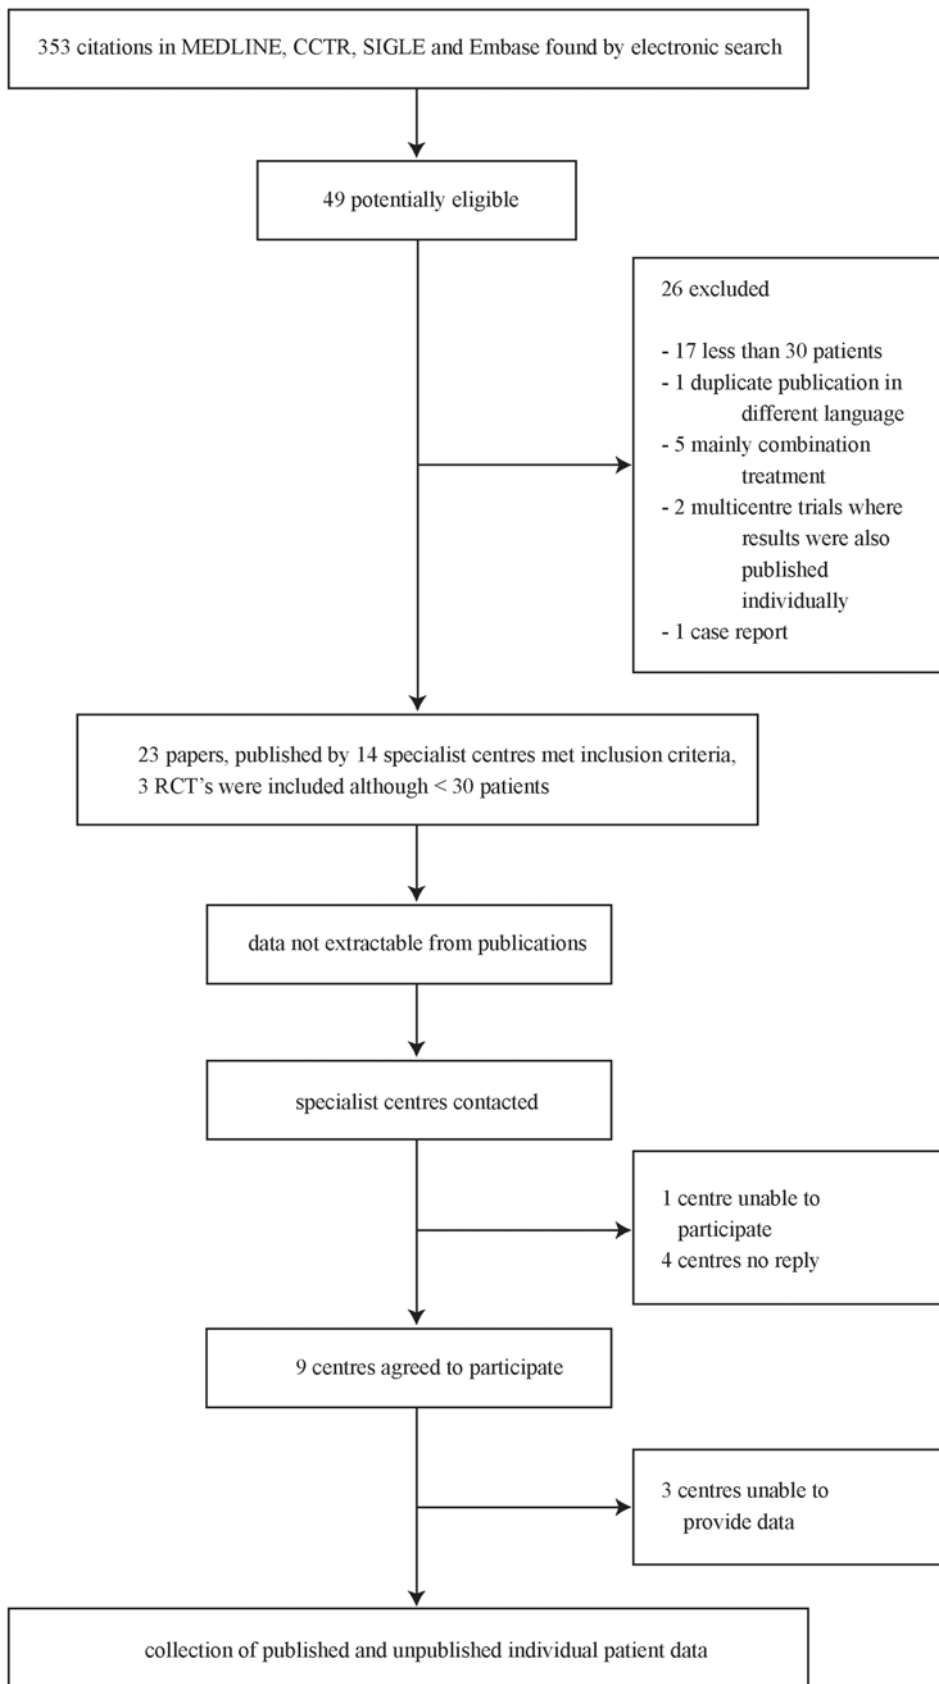 353 citations in MEDLINE, CCTR, SIGLE and Embase found by electronic search
49 potentially eligible
26 excluded
- 17 less than 30 patients
- 1 duplicate publication in
different language
- 5 mainly combination
treatment
- 2 multicentre trials where
results were also
published
individually
- 1 case report
23 papers, published by 14 specialist centres met inclusion criteria,
3 RCT's were included although < 30 patients
data not extractable from publications
specialist centres contacted
1 centre unable to
participate
4 centres no reply
9 centres agreed to participate
3 centres unable to
provide data
collection of published and unpublished individual patient data